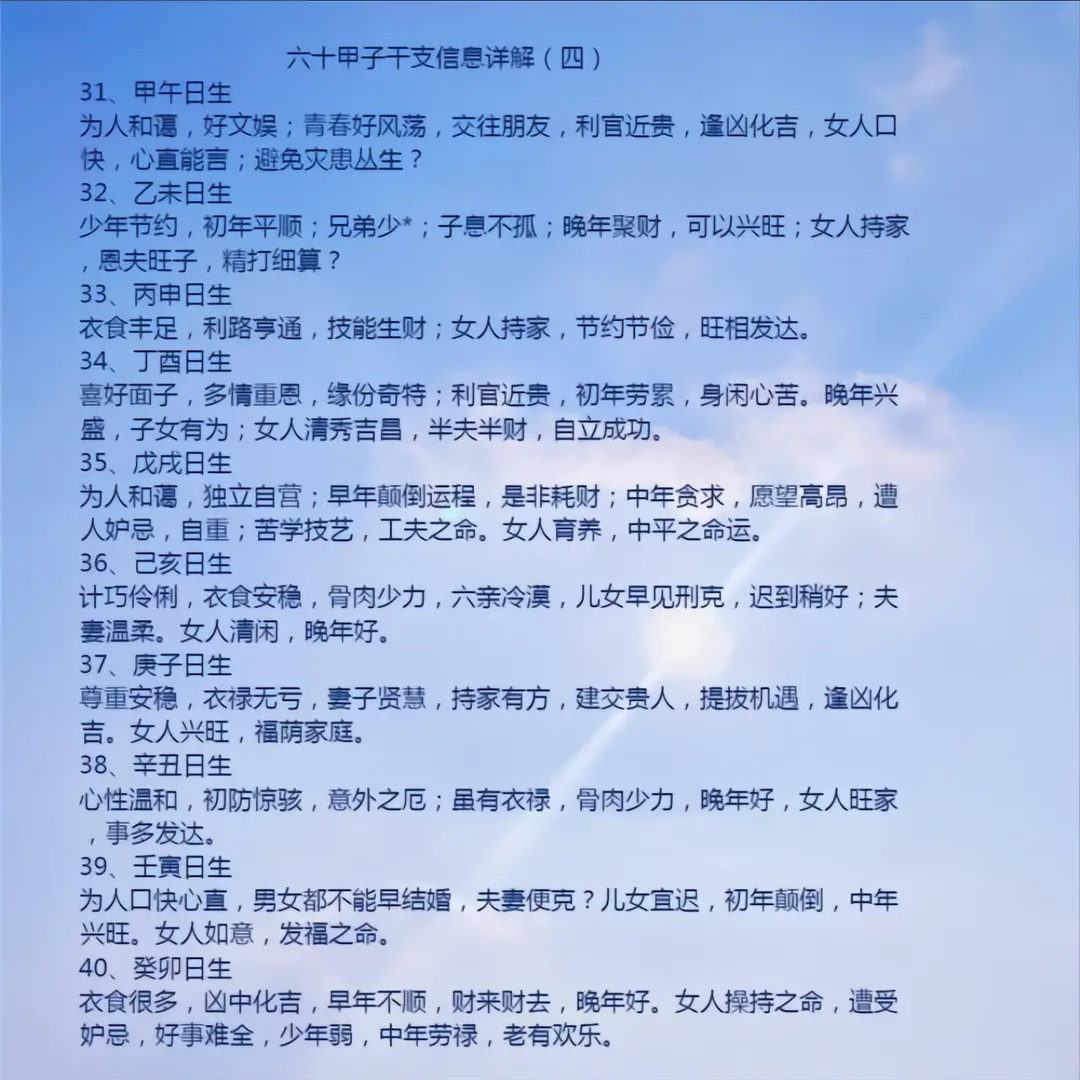 六十甲子干支信息详解（四）
31、甲午日生
为人和蔼，好文娱；青春好风荡，交往朋友，利官近贵，逢凶化吉，女人口
快，心直能言；避免灾患丛生？
32、乙未日生
少年节约，初年平顺；兄弟少*；子息不孤；晚年聚财，可以兴旺；女人持家
，恩夫旺子，精打细算？
33、丙申日生
衣食丰足，利路亨通，技能生财；女人持家，节约节俭，旺相发达。
34、丁酉日生
喜好面子，多情重恩，缘份奇特；利官近贵，初年劳累，身闲心苦。晚年兴
盛，子女有为；女人清秀吉昌，半夫半财，自立成功。
35、戊戌日生
为人和蔼，独立自营；早年颠倒运程，是非耗财；中年贪求，愿望高昂，遭
人妒忌，自重；苦学技艺，工夫之命。女人育养，中平之命运。
36、己亥日生
计巧伶俐，衣食安稳，骨肉少力，六亲冷漠，儿女早见刑克，迟到稍好；夫
妻温柔。女人清闲，晚年好。
37、庚子日生
尊重安稳，衣禄无亏，妻子贤慧，持家有方，建交贵人，提拔机遇，逢凶化
吉。女人兴旺，福荫家庭。
38、辛丑日生
心性温和，初防惊骇，意外之厄；虽有衣禄，骨肉少力，晚年好，女人旺家
，事多发达。
39、壬寅日生
为人口快心直，男女都不能早结婚，夫妻便克？儿女宜迟，初年颠倒，中年
兴旺。女人如意，发福之命。
40、癸卯日生
衣食很多，凶中化吉，早年不顺，财来财去，晚年好。女人操持之命，遭受
妒忌，好事难全，少年弱，中年劳禄，老有欢乐。